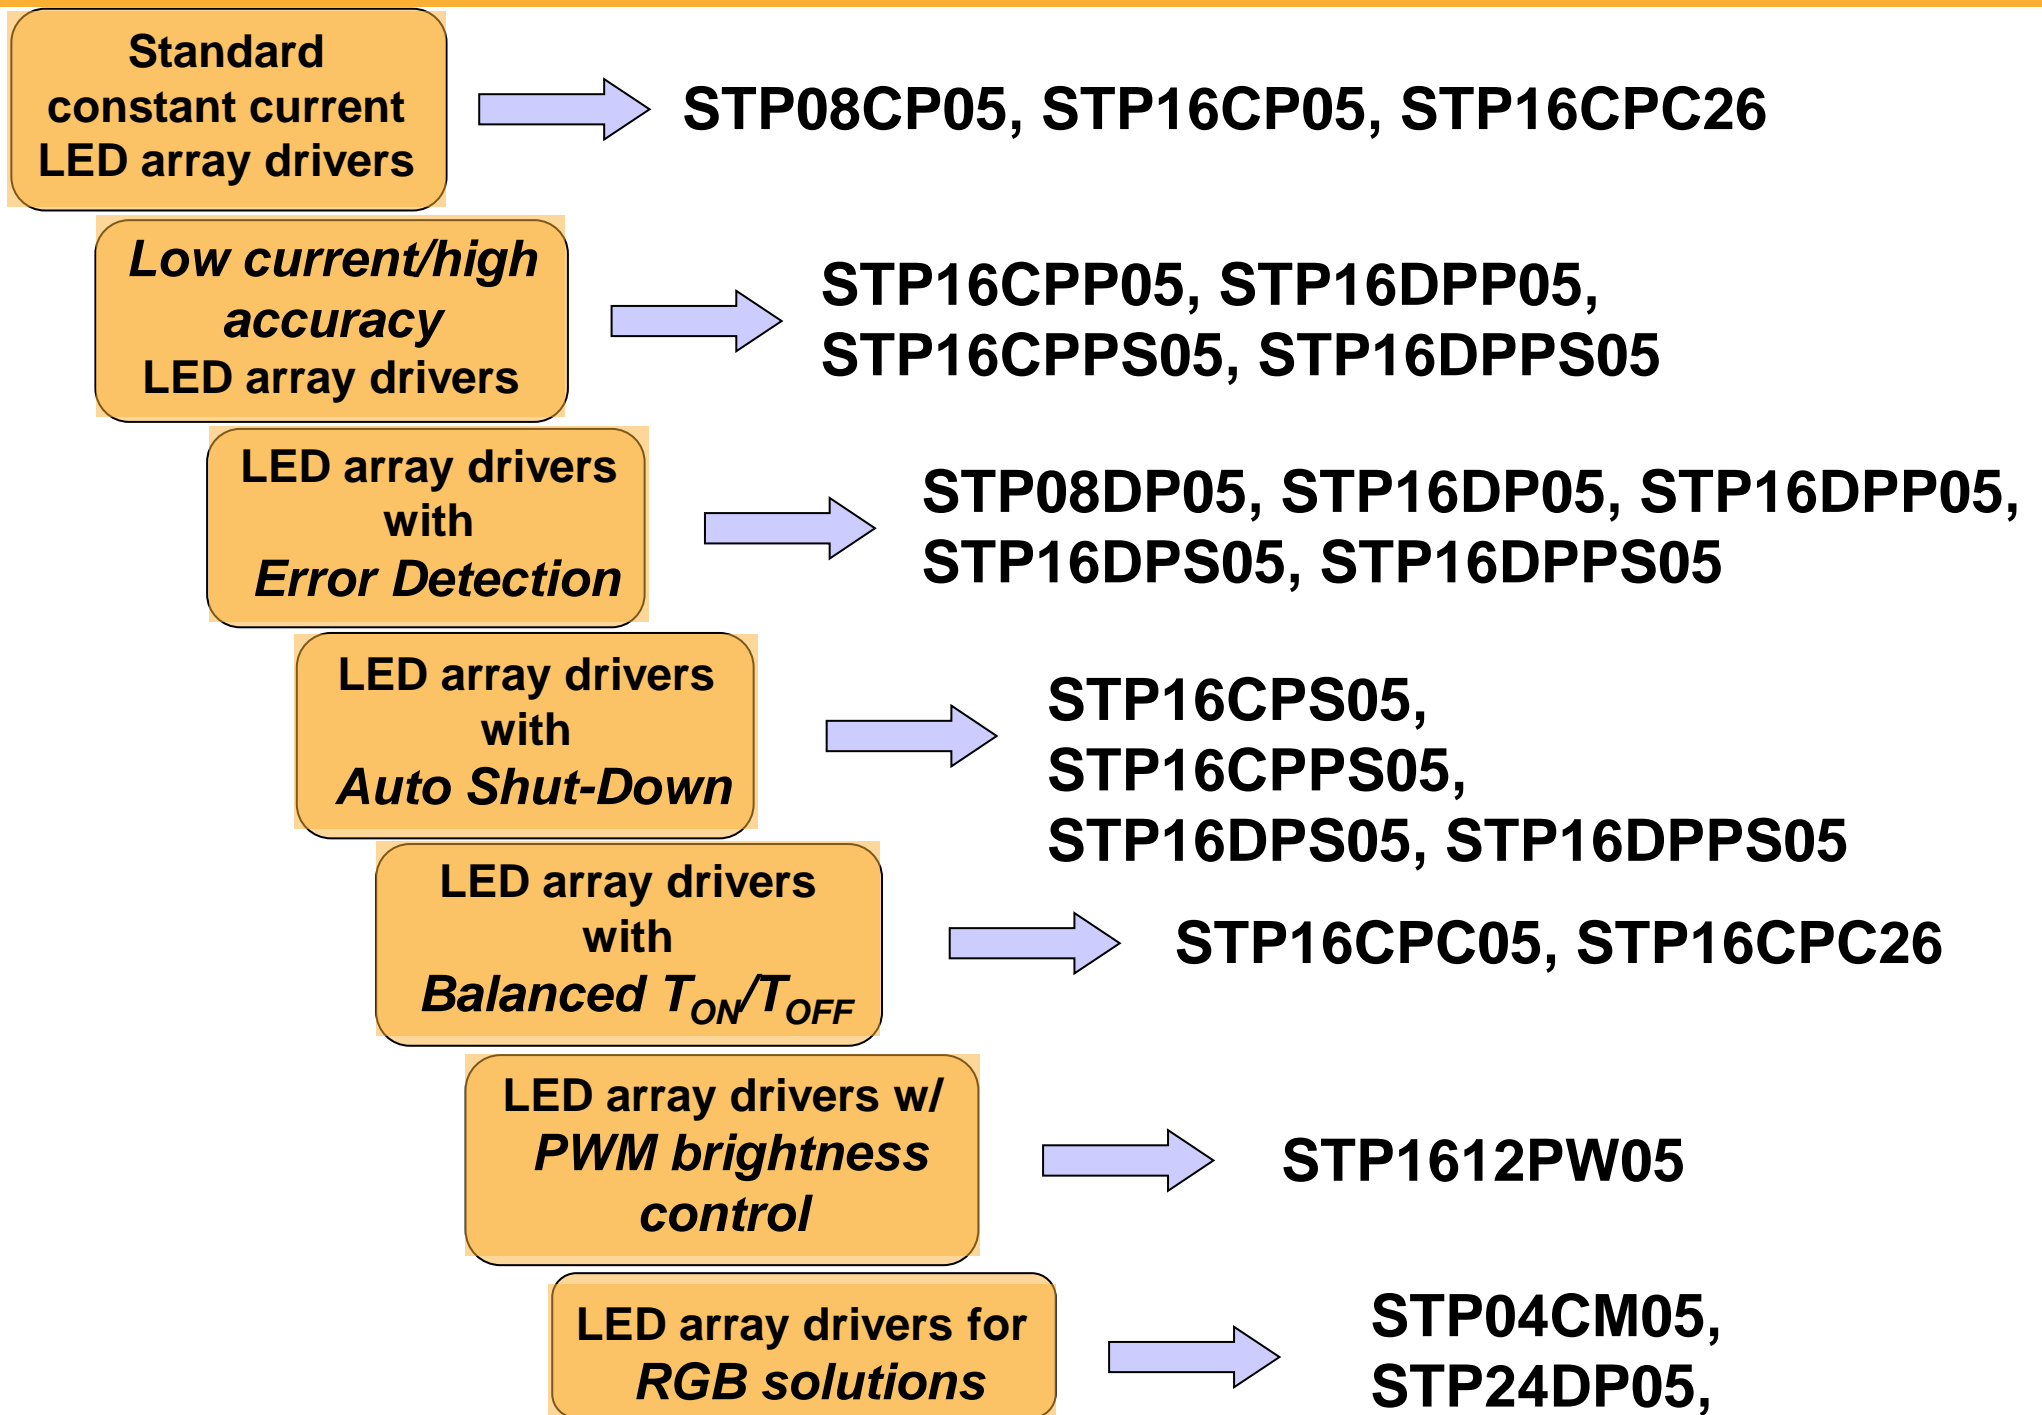 Standard
constant current
LED array drivers
STP08CP05, STP16CP05, STP16CPC26
Low current/high
accuracy
LED array drivers
STP16CPP05, STP16DPP05,
STP16CPPS05, STP16DPPS05
LED array drivers
with
Error Detection
STP08DP05, STP16DP05, STP16DPP05,
STP16DPS05, STP16DPPS05
LED array drivers
with
Auto Shut-Down
STP16CPS05,
STP16CPPS05,
STP16DPS05, STP16DPPS05
LED array drivers
with
Balanced TON/TOFF
STP16CPC05, STP16CPC26
LED array drivers w/
PWM brightness
control
STP1612PW05
LED array drivers for
RGB solutions
STP04CM05,
STP24DP05,